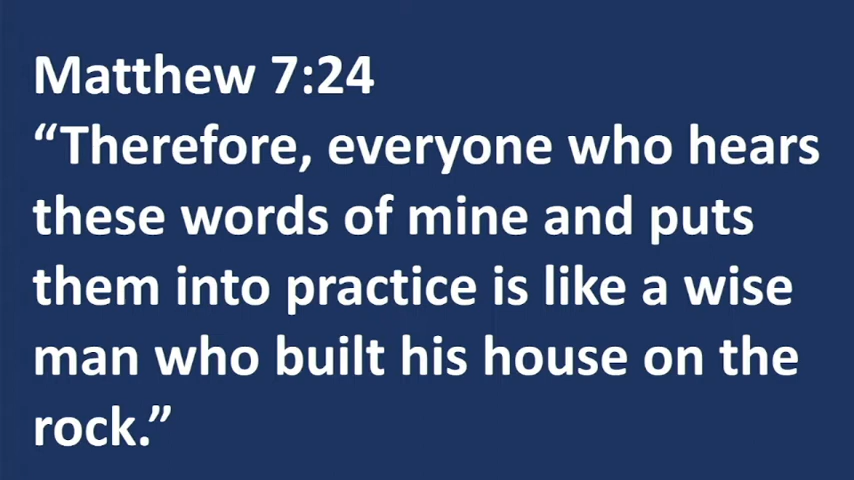 Matthew 7:24
“Therefore, everyone who hears
these words of mine and puts
them into practice is like a wise
man who built his house on the
rock.”